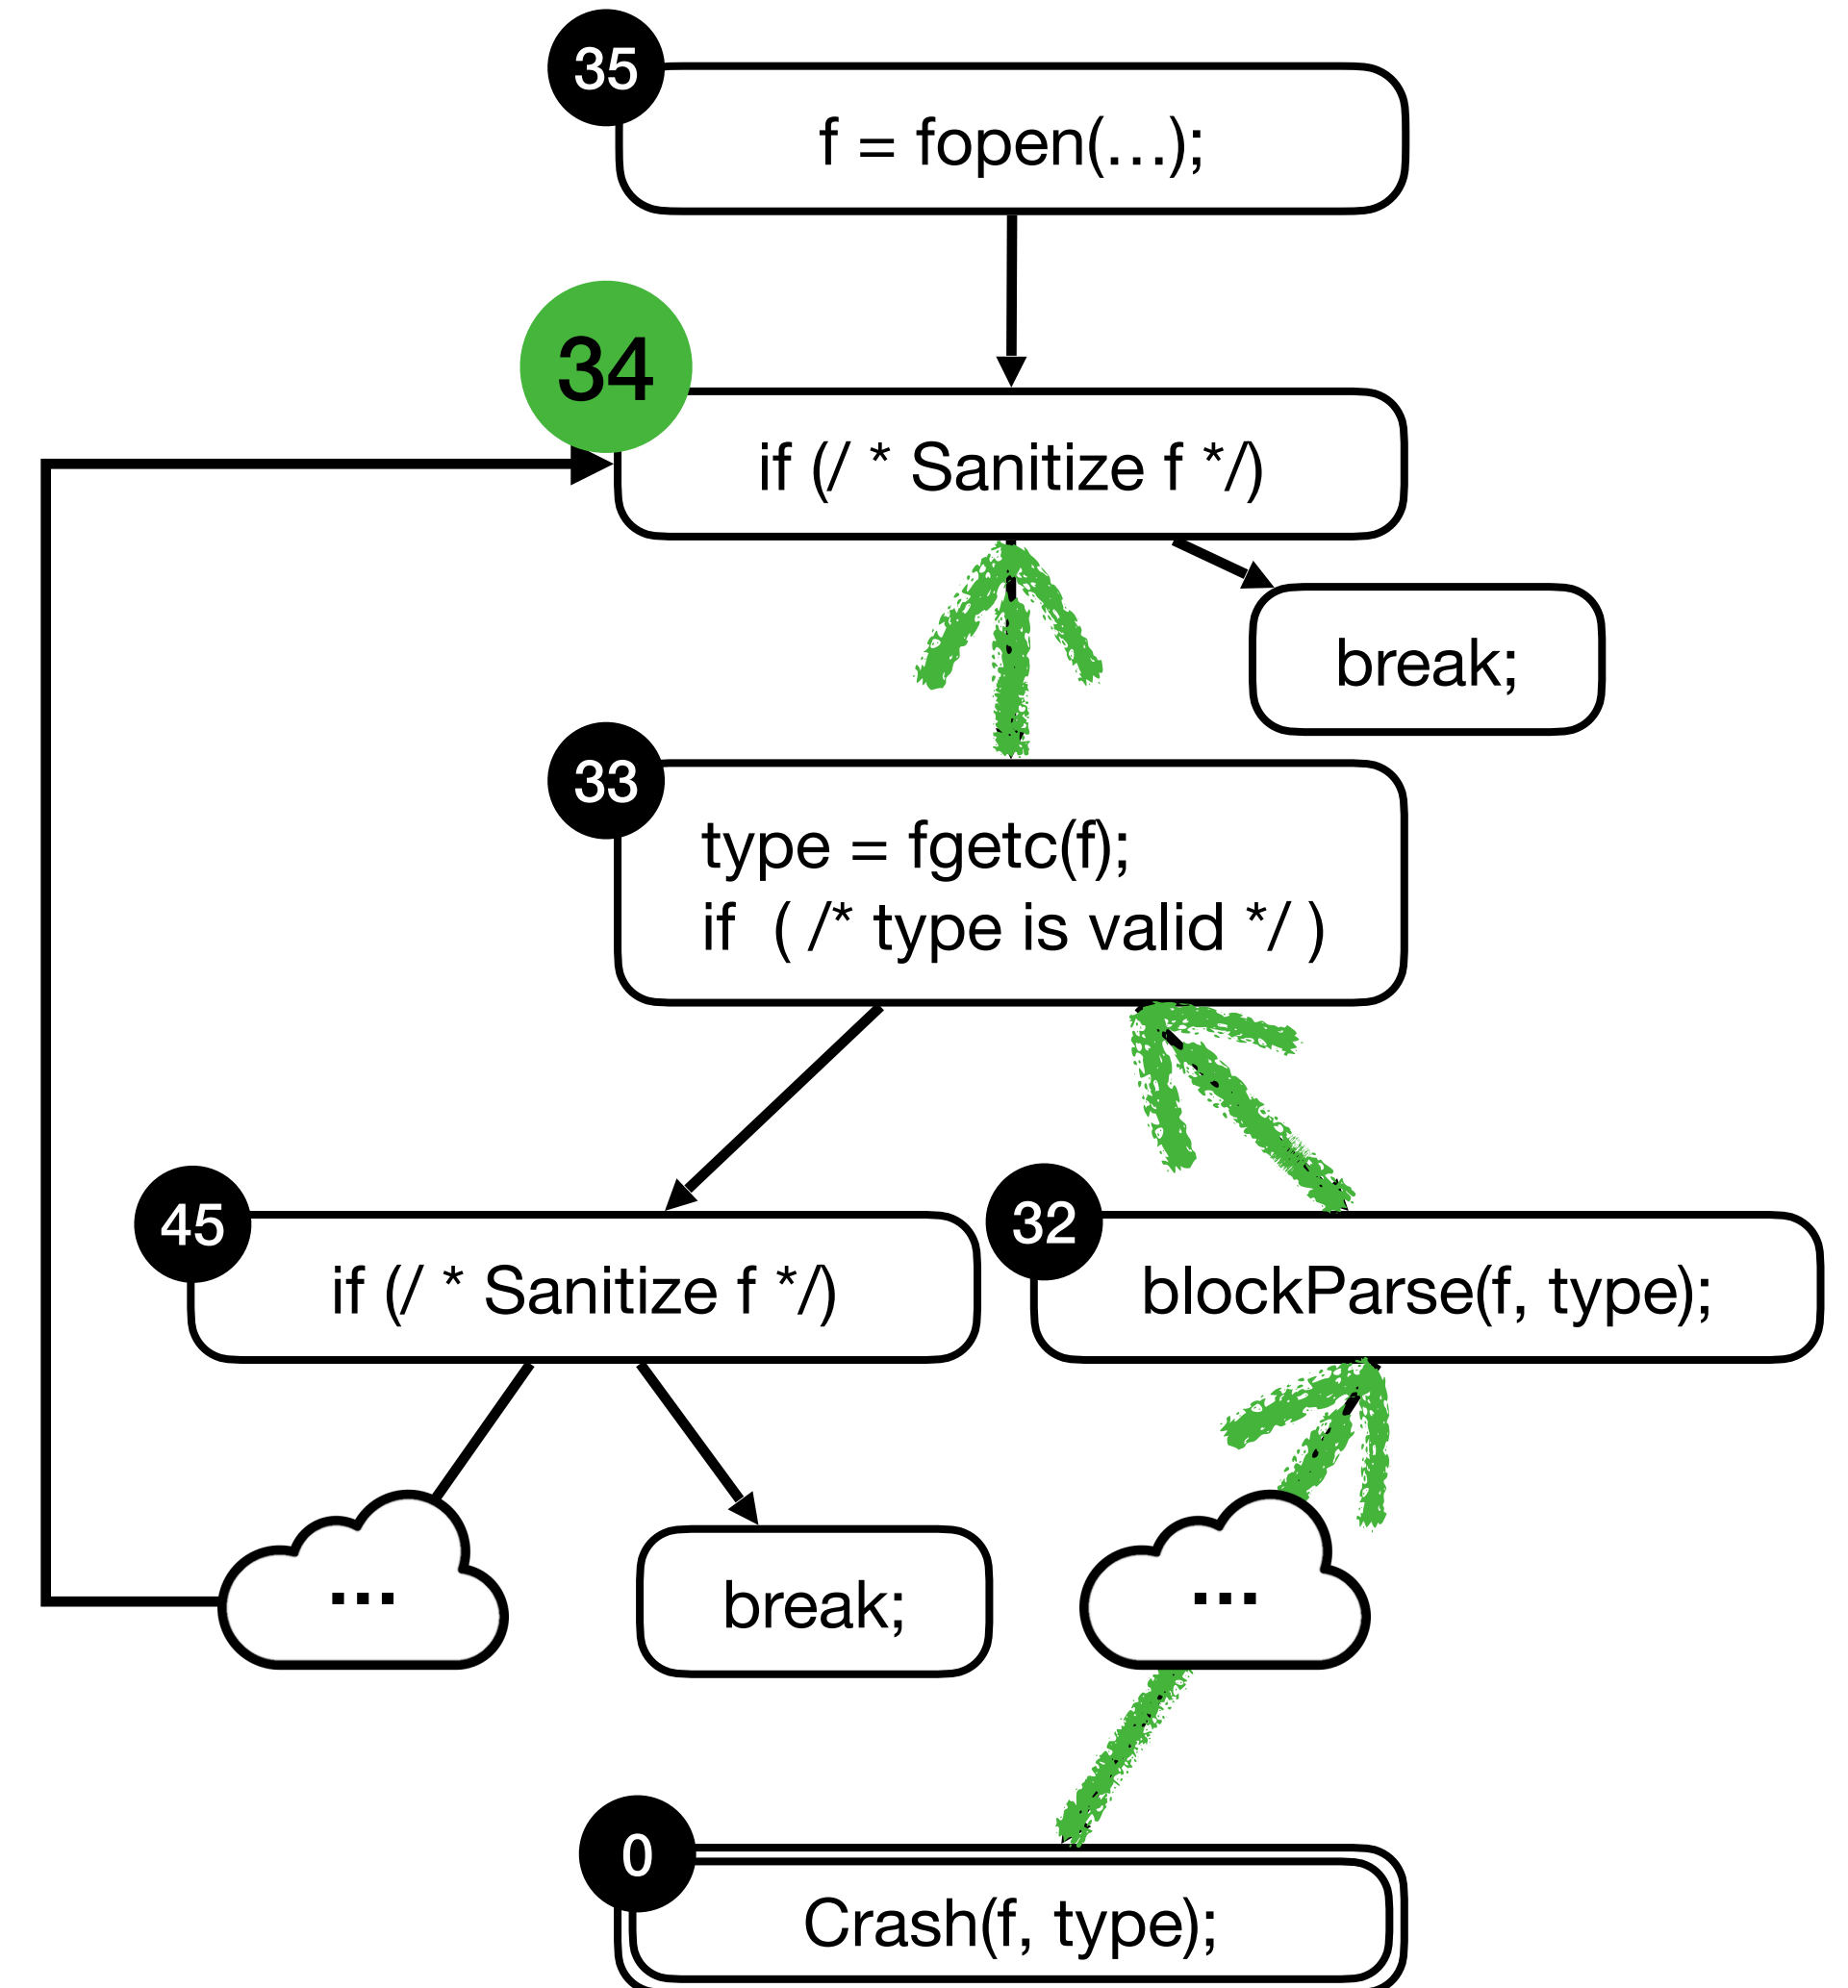 35
f = fopen(...);
34
if (/ * Sanitize f */)
break;
33
type = fgetc(f);
if ( /* type is valid */ )
45
if (/ * Sanitize f */)
32
blockParse(f, type);
...
break;
...
0
Crash(f, type);